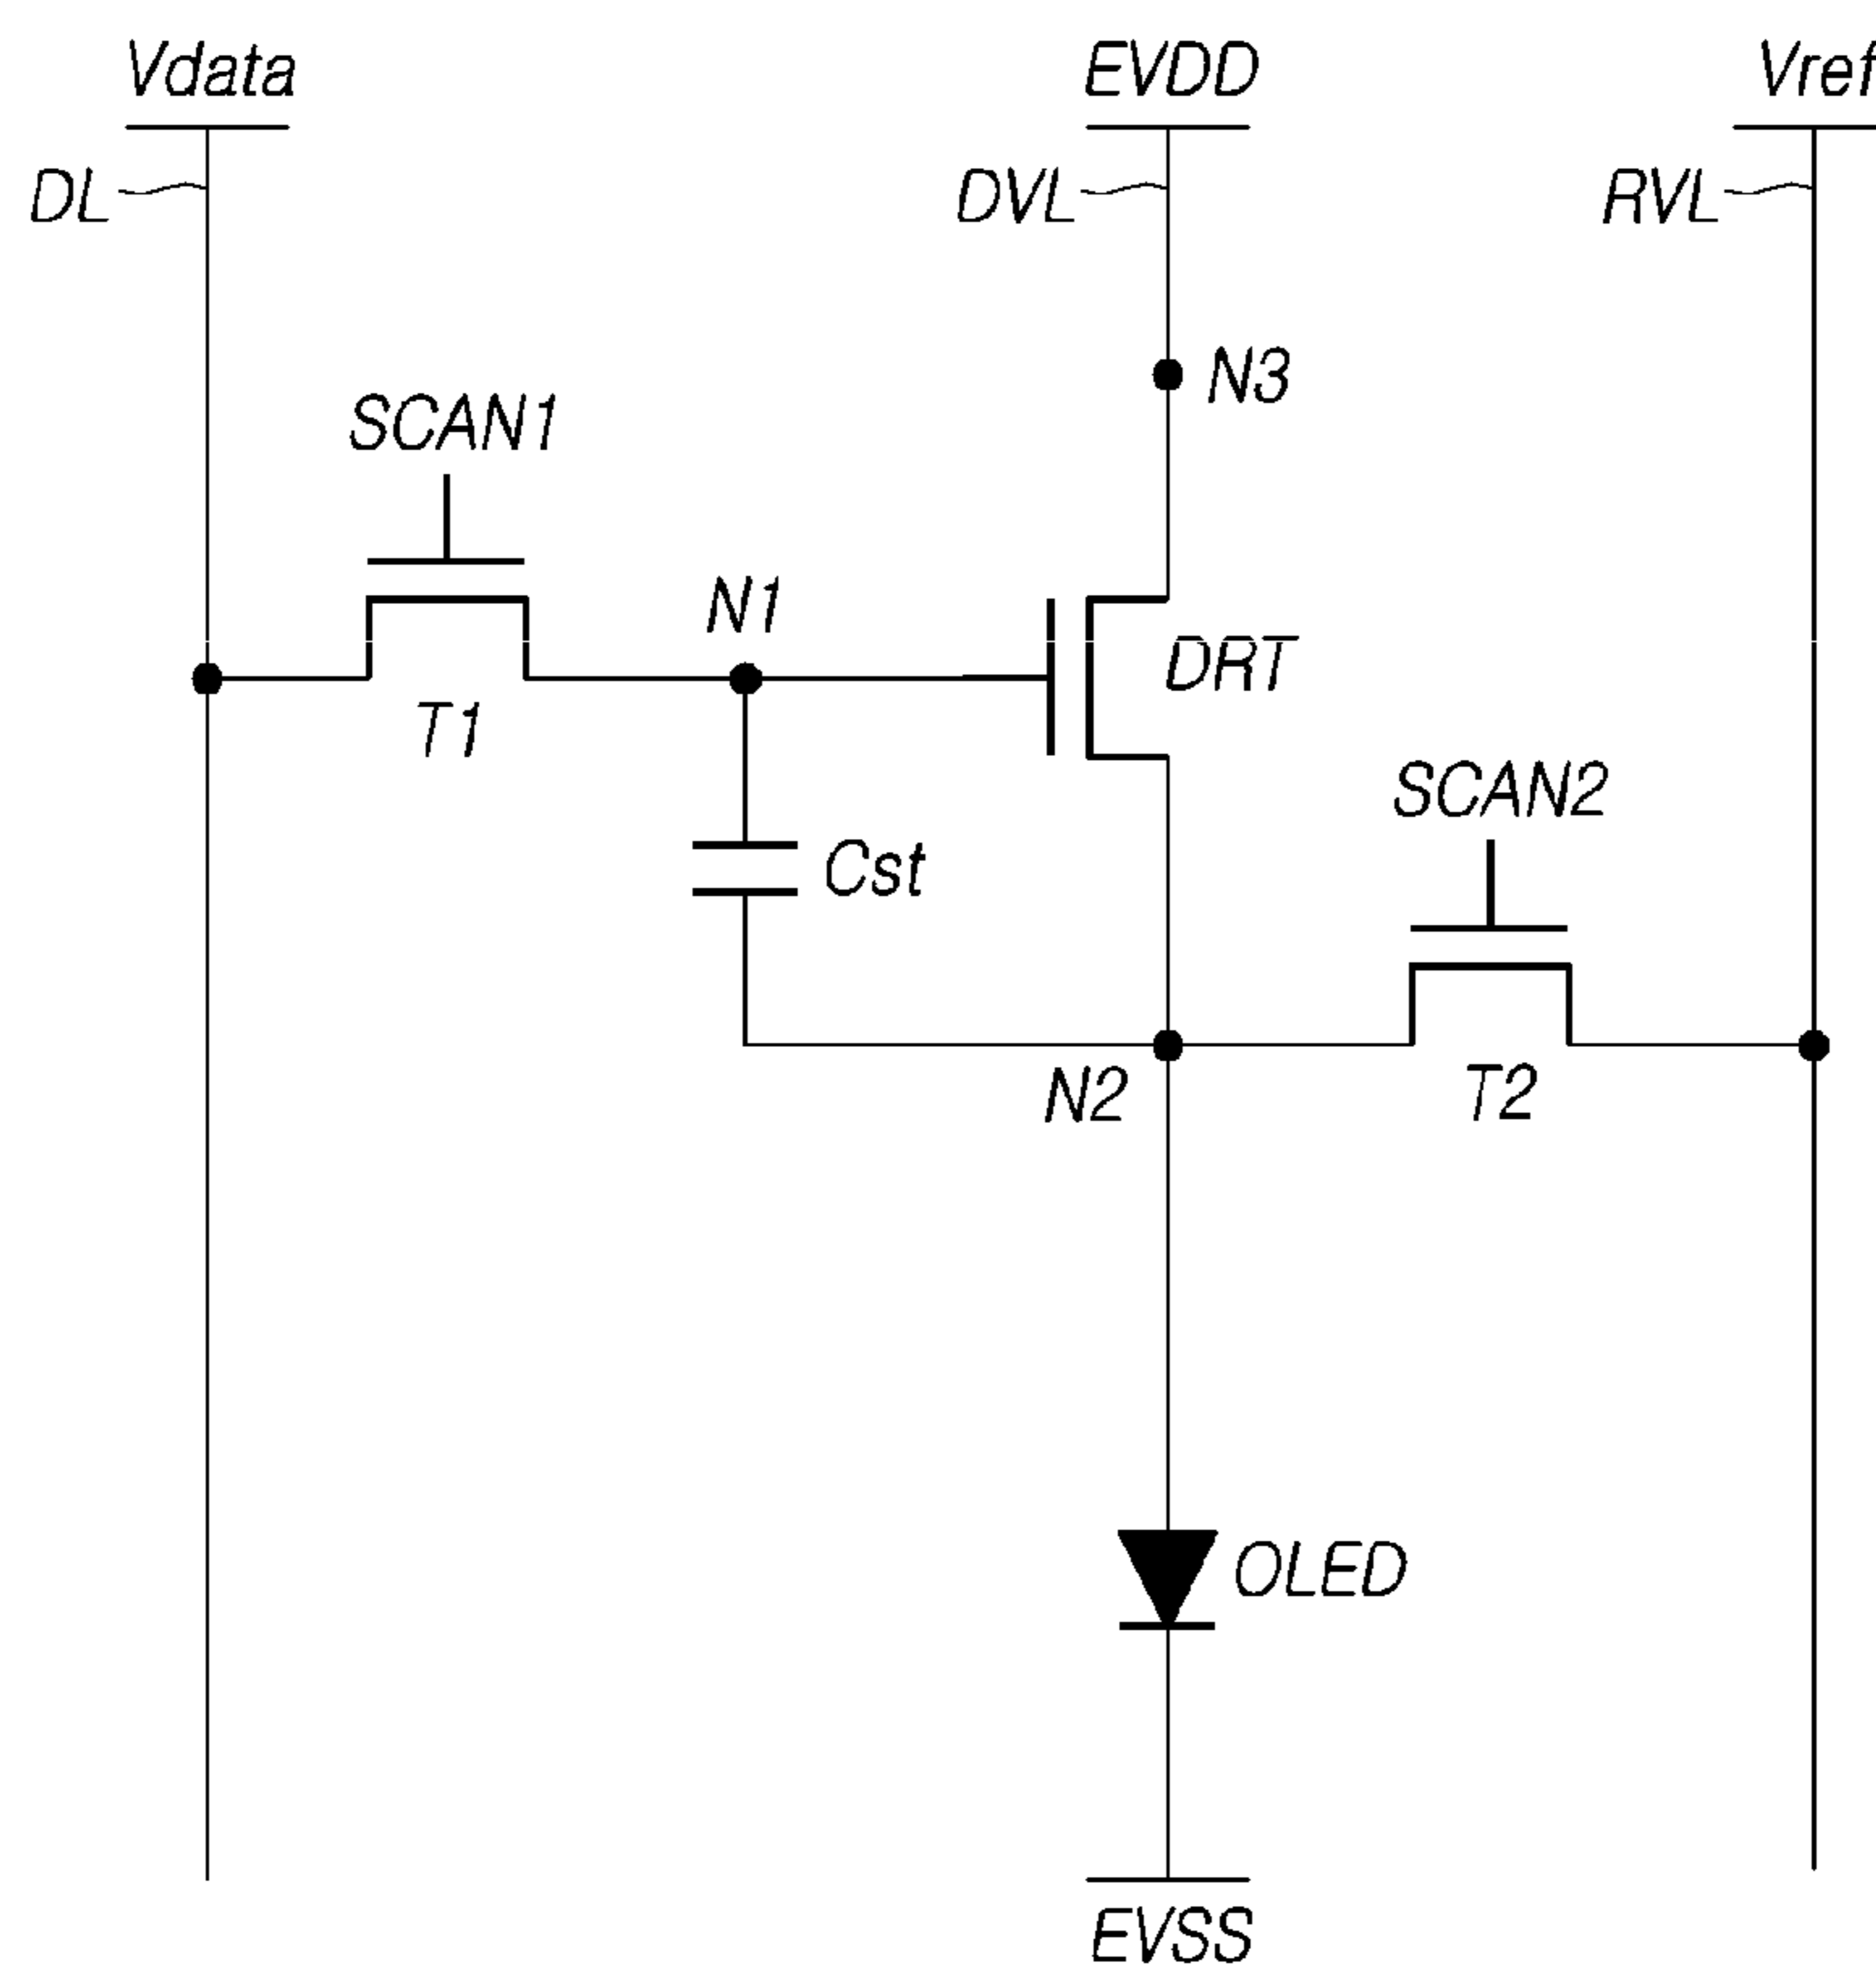 Vdata
EVDD
Vref
DL
DVL
RVL
N3
SCAN1
N1
DRT
T1
SCAN2
Cst
N2
T2
OLED
EVSS